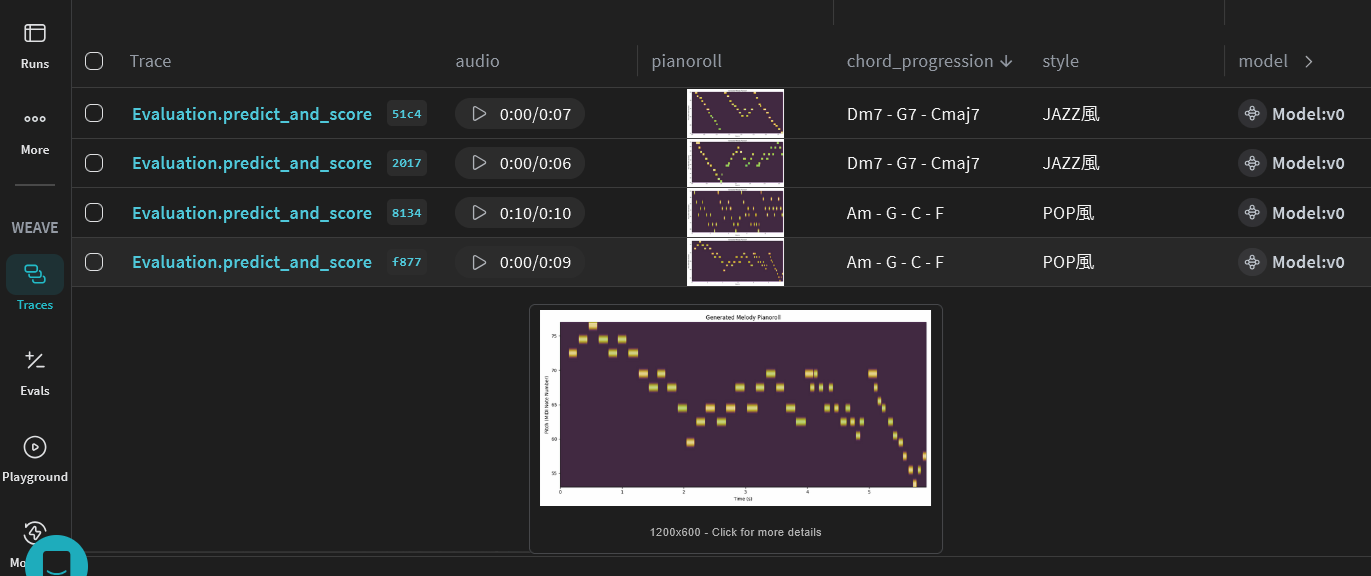 Runs
More
WEAVE
Traces
Evals
Playground
Mo
Trace audio pianoroll chord_progression style model
Evaluation.predict_and_score 51c4 0:00/0:07 Dm7 - G7 - Cmaj7 JAZZ風 Model:v0
Evaluation.predict_and_score 2017 0:00/0:06 Dm7 - G7 - Cmaj7 JAZZ風 Model:v0
Evaluation.predict_and_score 8134 0:10/0:10 Am - G - C - F POP風 Model:v0
Evaluation.predict_and_score f877 0:00/0:09 Am - G - C - F POP風 Model:v0
Generated Melody Pianoroll
Pitch (MIDI Note Number)
75
70
65
60
55
0 1 2 3 4 5
Time (s)
1200x600 - Click for more details